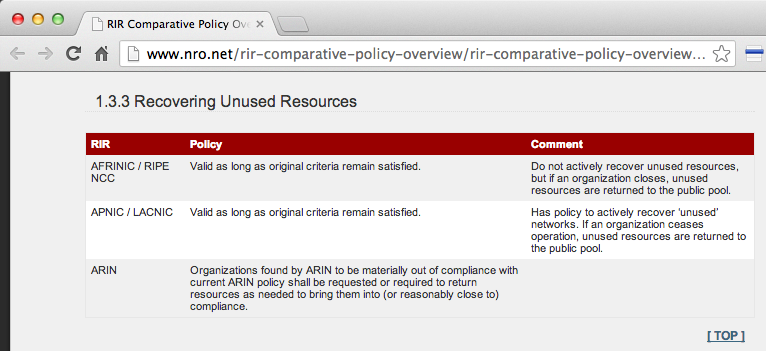 RIR Comparative Policy Ov
www.nro.net/rir-comparative-policy-overview/rir-comparative-policy-overview...
1.3.3 Recovering Unused Resources
RIR Policy Comment
AFRINIC / RIPE NCC
Valid as long as original criteria remain satisfied.
Do not actively recover unused resources,
but if an organization closes, unused
resources are returned to the public pool.
APNIC / LACNIC
Valid as long as original criteria remain satisfied.
Has policy to actively recover 'unused'
networks. If an organization ceases
operation, unused resources are returned to
the public pool.
ARIN
Organizations found by ARIN to be materially out of compliance with
current ARIN policy shall be requested or required to return
resources as needed to bring them into (or reasonably close to)
compliance.
[ TOP ]